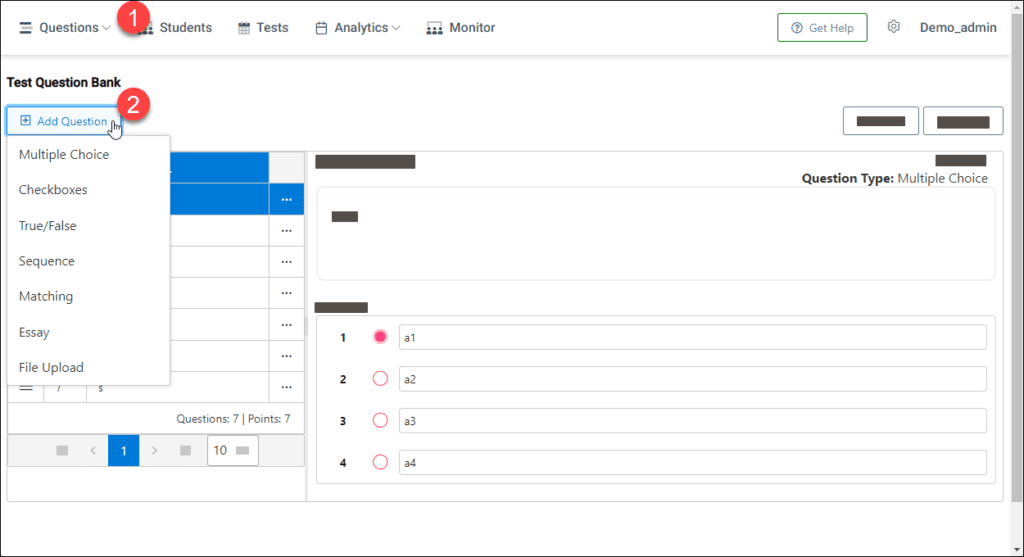 Questions 1 Students Tests Analytics Monitor Get Help Demo_admin
Test Question Bank
2
Add Question
Multiple Choice
Checkboxes
True/False
Sequence
Matching
Essay
File Upload
...
...
...
...
...
...
7 s ...
Questions: 7 | Points: 7
1 10
Question Type: Multiple Choice
1 a1
2 a2
3 a3
4 a4